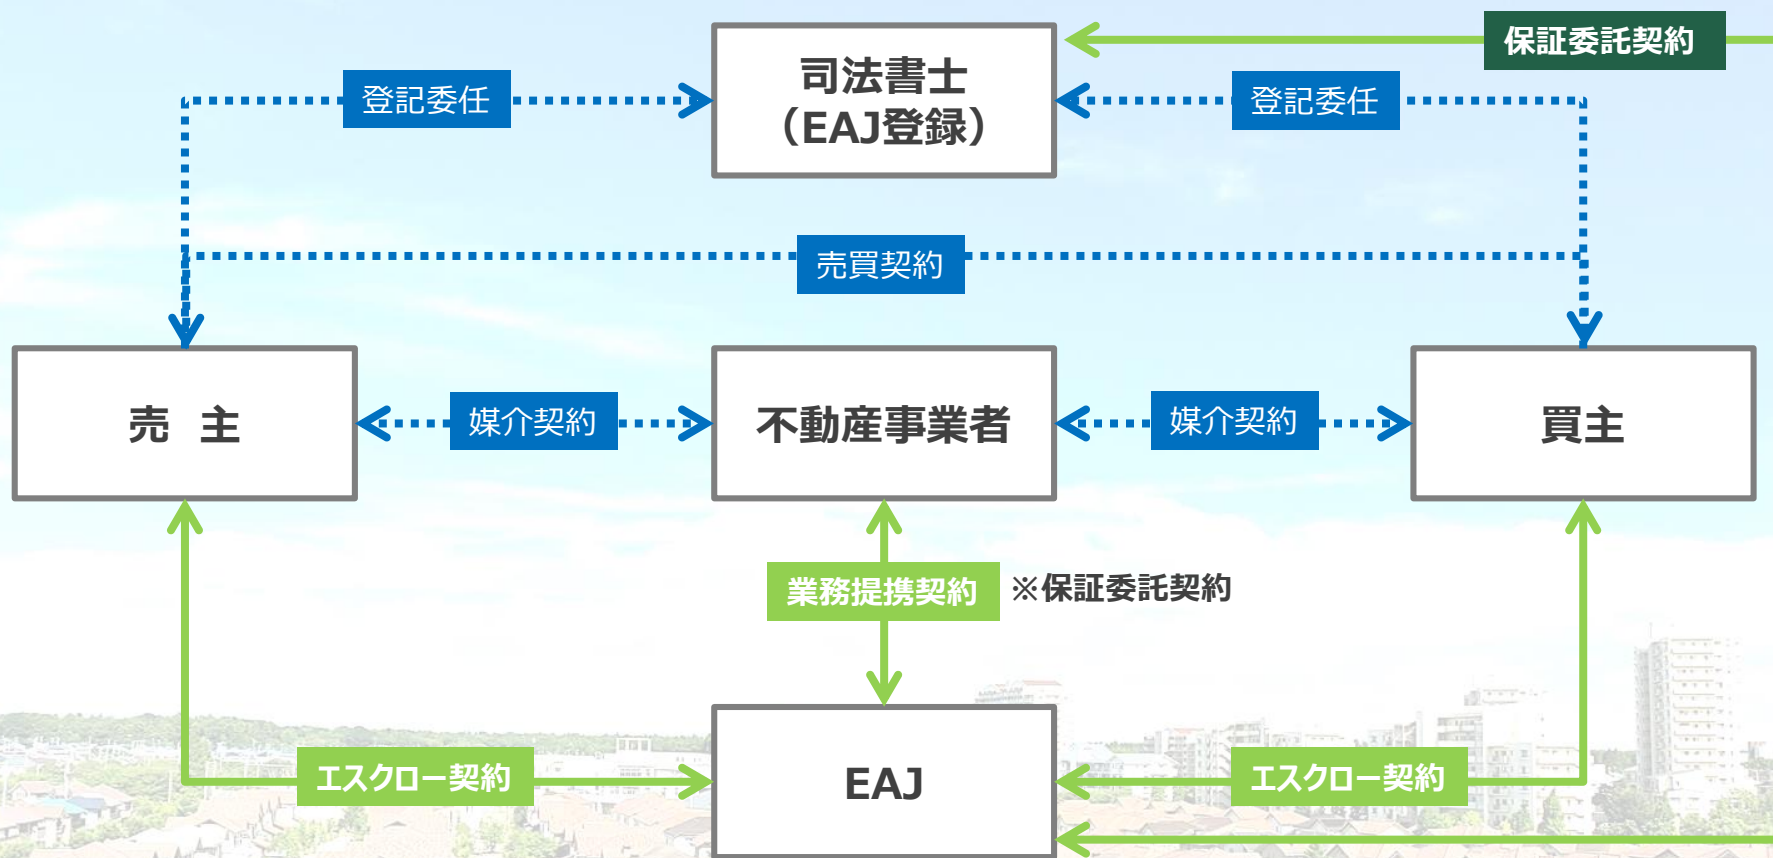 保証委託契約
司法書士
（EAJ登録）
登記委任
登記委任
売買契約
売　主
媒介契約
不動産事業者
媒介契約
買主
業務提携契約
※保証委託契約
エスクロー契約
EAJ
エスクロー契約